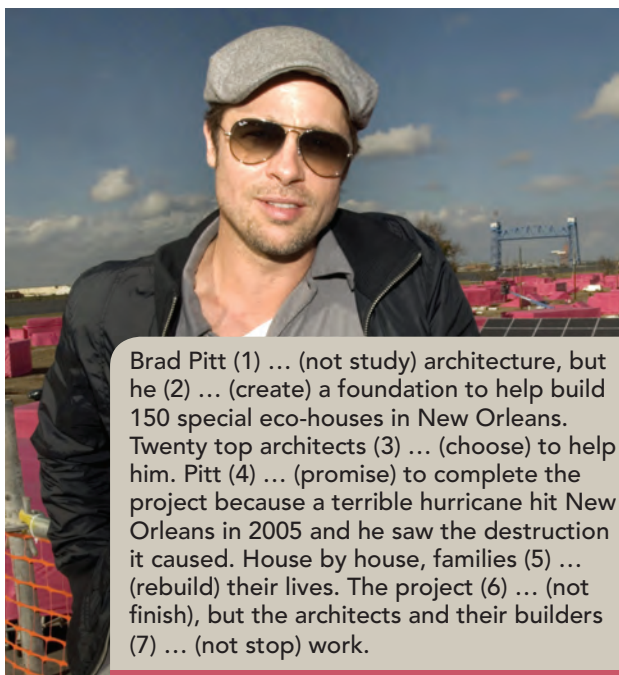 Brad Pitt (1) … (not study) architecture, but
he (2) … (create) a foundation to help build
150 special eco-houses in New Orleans.
Twenty top architects (3) … (choose) to help
him. Pitt (4) … (promise) to complete the
project because a terrible hurricane hit New
Orleans in 2005 and he saw the destruction
it caused. House by house, families (5) …
(rebuild) their lives. The project (6) … (not
finish), but the architects and their builders
(7) … (not stop) work.